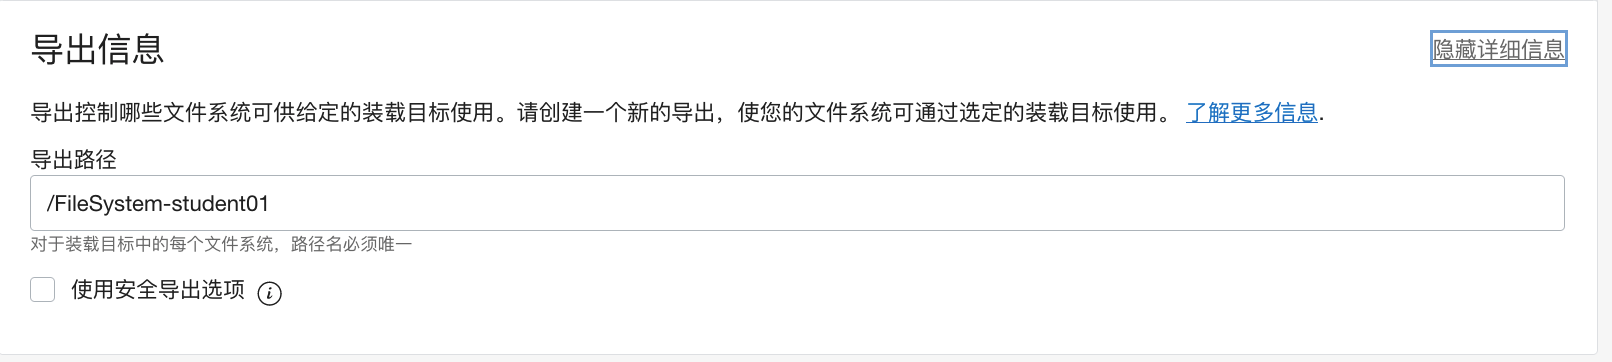 导出信息
隐藏详细信息
导出控制哪些文件系统可供给定的装载目标使用。请创建一个新的导出，使您的文件系统可通过选定的装载目标使用。 了解更多信息.
导出路径
/FileSystem-student01
对于装载目标中的每个文件系统，路径名必须唯一
使用安全导出选项 i